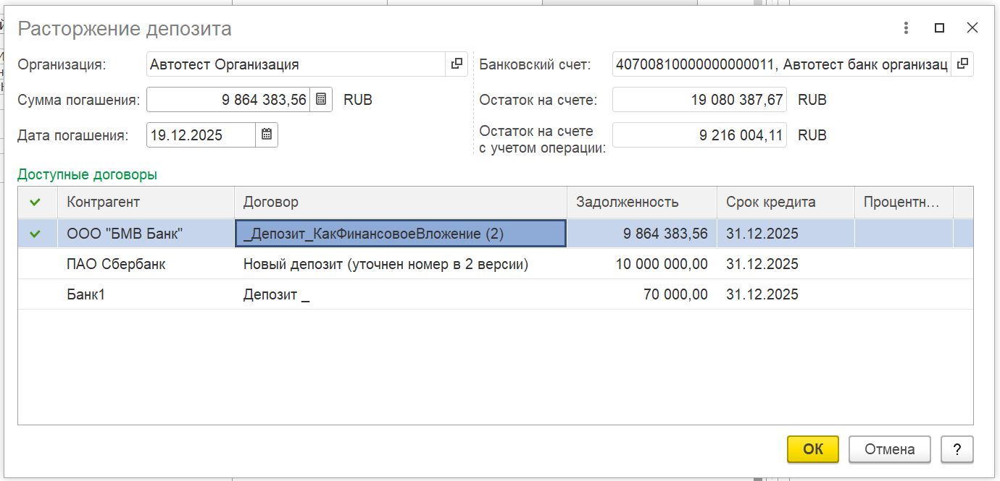 Расторжение депозита
Организация: Автотест Организация Банковский счет: 40700810000000000011, Автотест банк организац
Сумма погашения: 9 864 383,56 RUB Остаток на счете: 19 080 387,67 RUB
Дата погашения: 19.12.2025 Остаток на счете
с учетом операции: 9 216 004,11 RUB
Доступные договоры
Контрагент Договор Задолженность Срок кредита Процентн...
ООО "БМВ Банк" _Депозит_КакФинансовоеВложение (2) 9 864 383,56 31.12.2025
ПАО Сбербанк Новый депозит (уточнен номер в 2 версии) 10 000 000,00 31.12.2025
Банк1 Депозит _ 70 000,00 31.12.2025
ОК Отмена ?